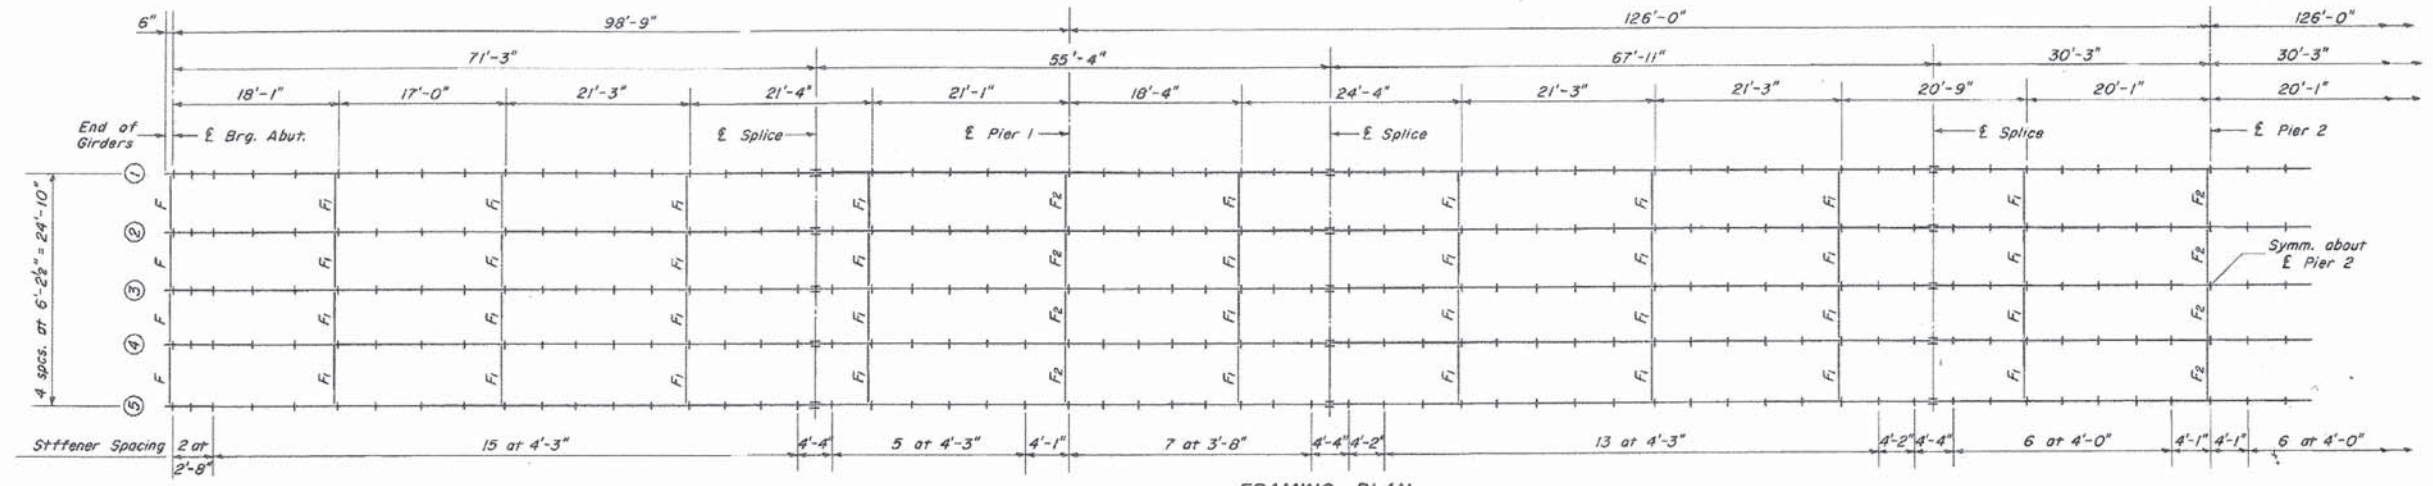 6" 98'-9" 126'-0" 126'-0"
71'-3" 55'-4" 67'-11" 30'-3" 30'-3"
18'-1" 17'-0" 21'-3" 21'-4" 21'-1" 18'-4" 24'-4" 21'-3" 21'-3" 20'-9" 20'-1" 20'-1"
End of Girders
℄ Brg. Abut.
℄ Splice
℄ Pier 1
℄ Splice
℄ Splice
℄ Pier 2
4 spcs. at 6'-2½" = 24'-10"
1
F F1 F1 F1 F1 F2 F1 F1 F1 F1 F1 F2
2
F F1 F1 F1 F1 F2 F1 F1 F1 F1 F1 F2
Symm. about
℄ Pier 2
3
F F1 F1 F1 F1 F2 F1 F1 F1 F1 F1 F2
4
F F1 F1 F1 F1 F2 F1 F1 F1 F1 F1 F2
5
Stiffener Spacing 2 at 2'-8" 15 at 4'-3" 4'-4" 5 at 4'-3" 4'-1" 7 at 3'-8" 4'-4" 4'-2" 13 at 4'-3" 4'-2" 4'-4" 6 at 4'-0" 4'-1" 4'-1" 6 at 4'-0"
FRAMING PLAN